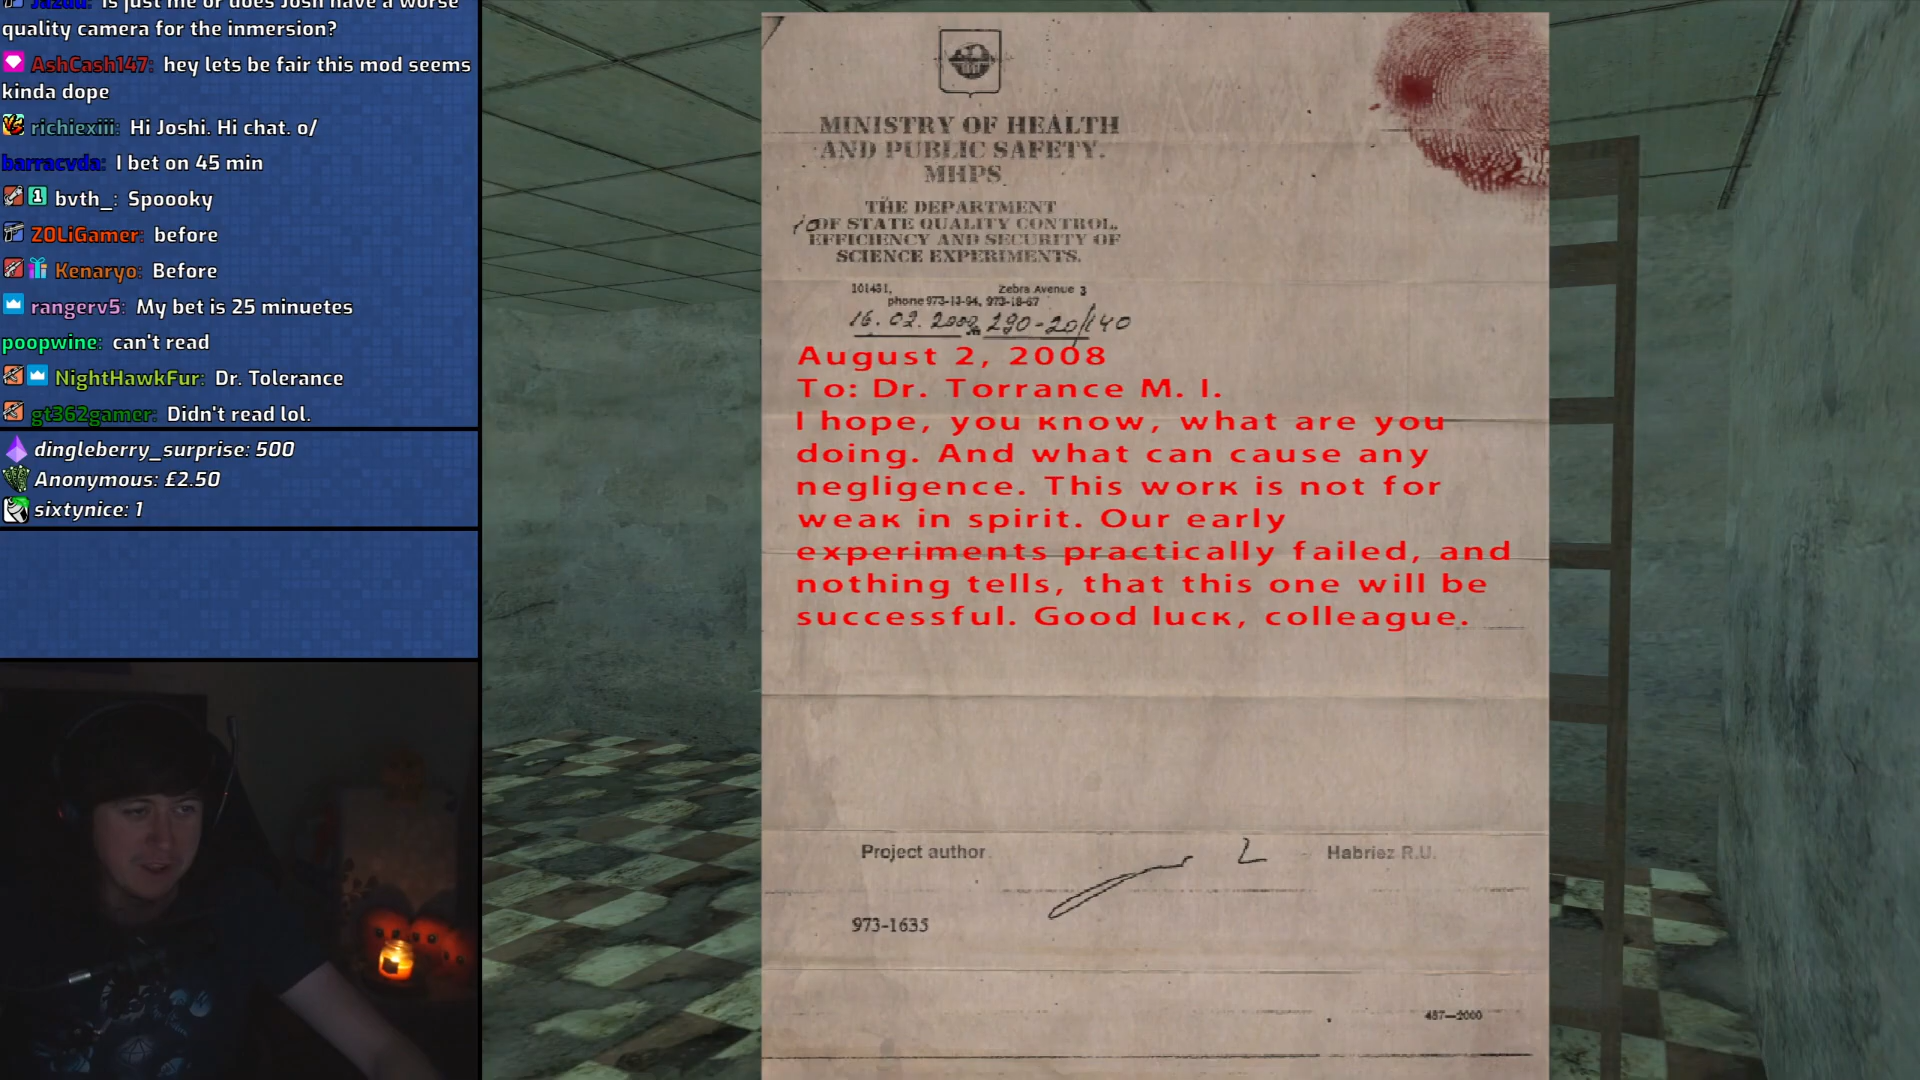 Jazuu: Is just me or does Josh have a worse
quality camera for the inmersion?
AshCash147: hey lets be fair this mod seems
kinda dope
richiexiii: Hi Joshi. Hi chat. o/
barracvda: I bet on 45 min
1 bvth_: Spoooky
ZOLiGamer: before
Kenaryo: Before
rangerv5: My bet is 25 minuetes
poopwine: can't read
NightHawkFur: Dr. Tolerance
gt362gamer: Didn't read lol.
dingleberry_surprise: 500
Anonymous: £2.50
sixtynice: 1
MINISTRY OF HEALTH
AND PUBLIC SAFETY.
MHPS
THE DEPARTMENT
OF STATE QUALITY CONTROL,
EFFICIENCY AND SECURITY OF
SCIENCE EXPERIMENTS.
101431, Zebra Avenue 3
phone 973-13-94, 973-18-67
16.02.2000 290-20/140
August 2, 2008
To: Dr. Torrance M. I.
I hope, you кnow, what are you
doing. And what can cause any
negligence. This worк is not for
weaк in spirit. Our early
experiments practically failed, and
nothing tells, that this one will be
successful. Good lucк, colleague.
Project author Habriez R.U.
973-1635
487—2000